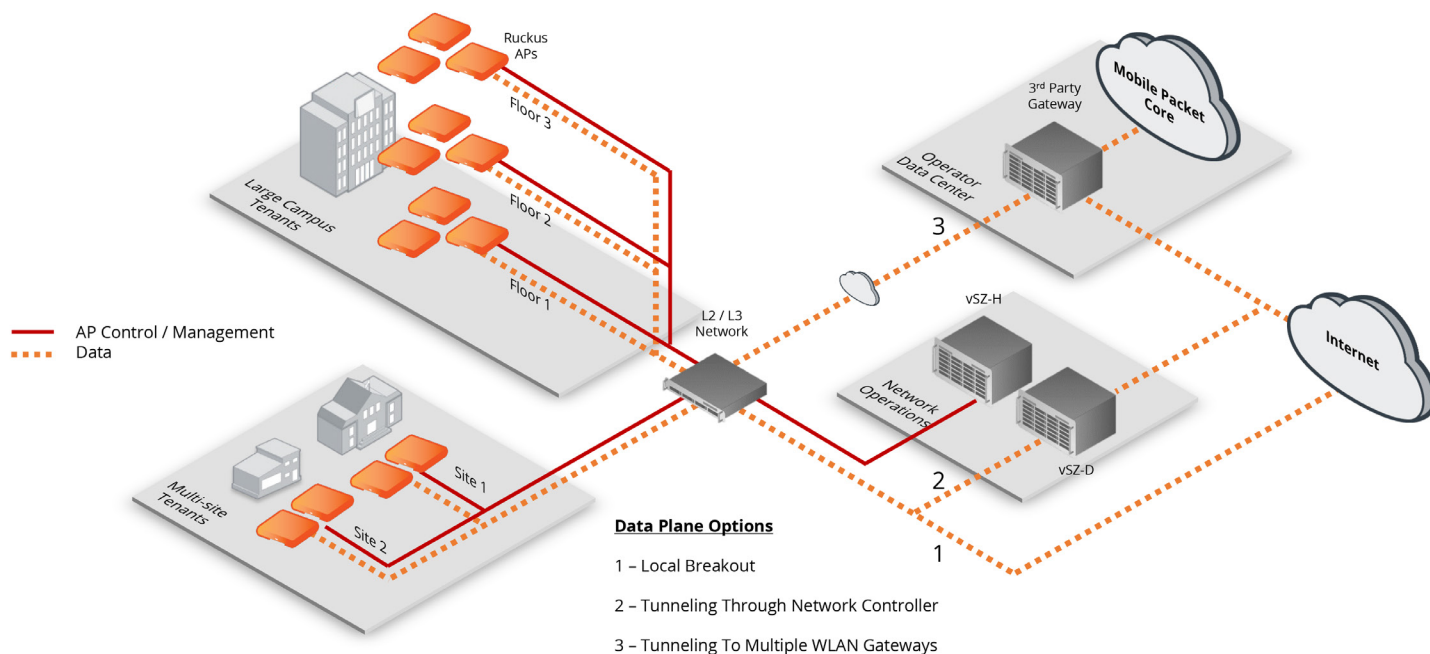 Ruckus
APs
Floor 3
Floor 2
Floor 1
Large Campus
Tenants
AP Control / Management
Data
L2 / L3
Network
Multi-site
Tenants
Site 1
Site 2
3rd Party
Gateway
Mobile Packet
Core
Operator
Data Center
3
vSZ-H
Network
Operations
vSZ-D
2
1
Internet
Data Plane Options
1 – Local Breakout
2 – Tunneling Through Network Controller
3 – Tunneling To Multiple WLAN Gateways